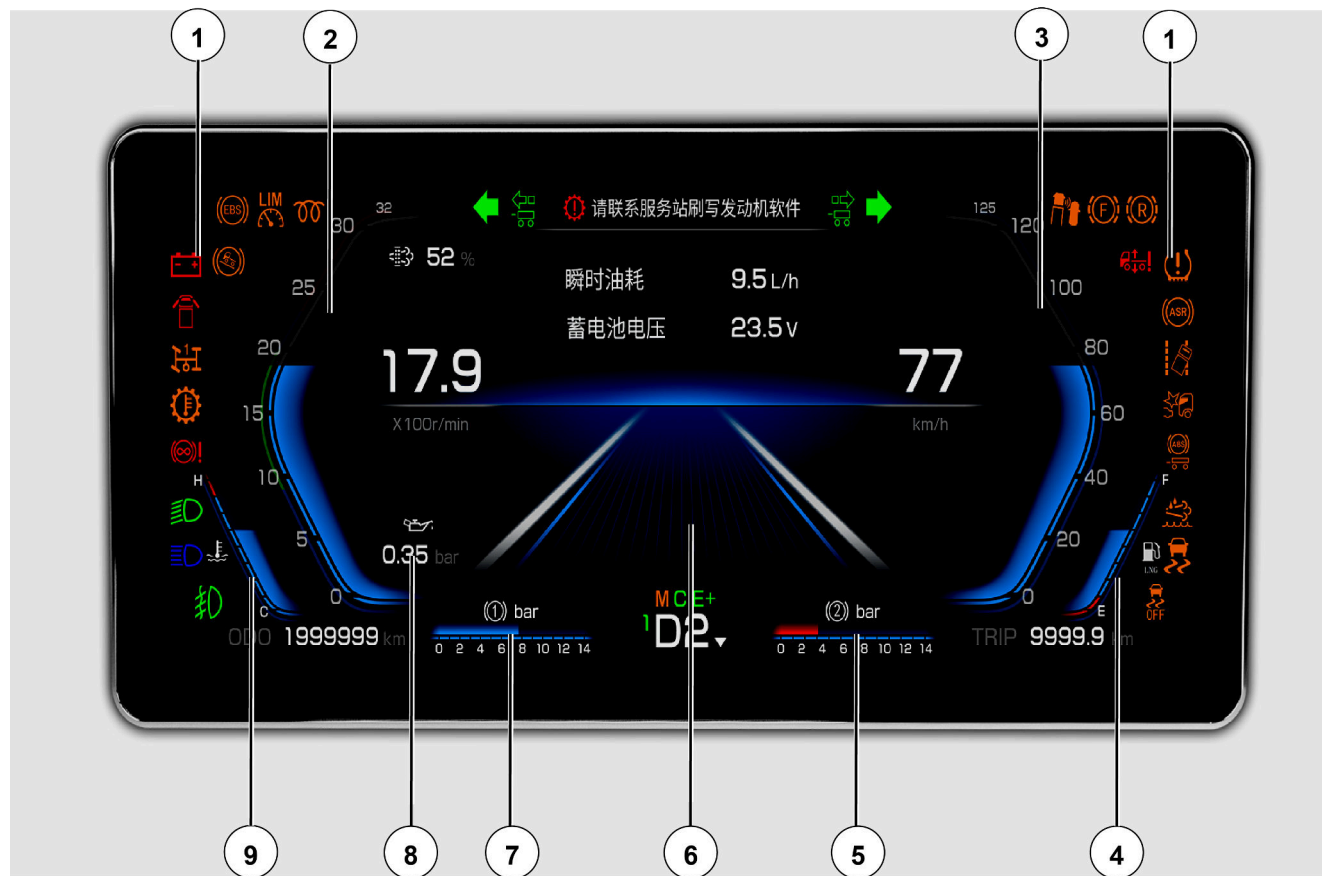 1 2 3 1
EBS LIM
32 请联系服务站刷写发动机软件 125
30 120 F R
52 %
瞬时油耗 9.5 L/h
25 100
蓄电池电压 23.5 V
ASR
20 80
1
17.9 77
15 60
X100r/min km/h
ABS
H 10 40 F
5 20
0.35 bar LNG
C 0 MCE+ 0 E
(1) bar (2) bar OFF
ODO 1999999 km 1 D2 TRIP 9999.9 km
0 2 4 6 8 10 12 14 0 2 4 6 8 10 12 14
9 8 7 6 5 4